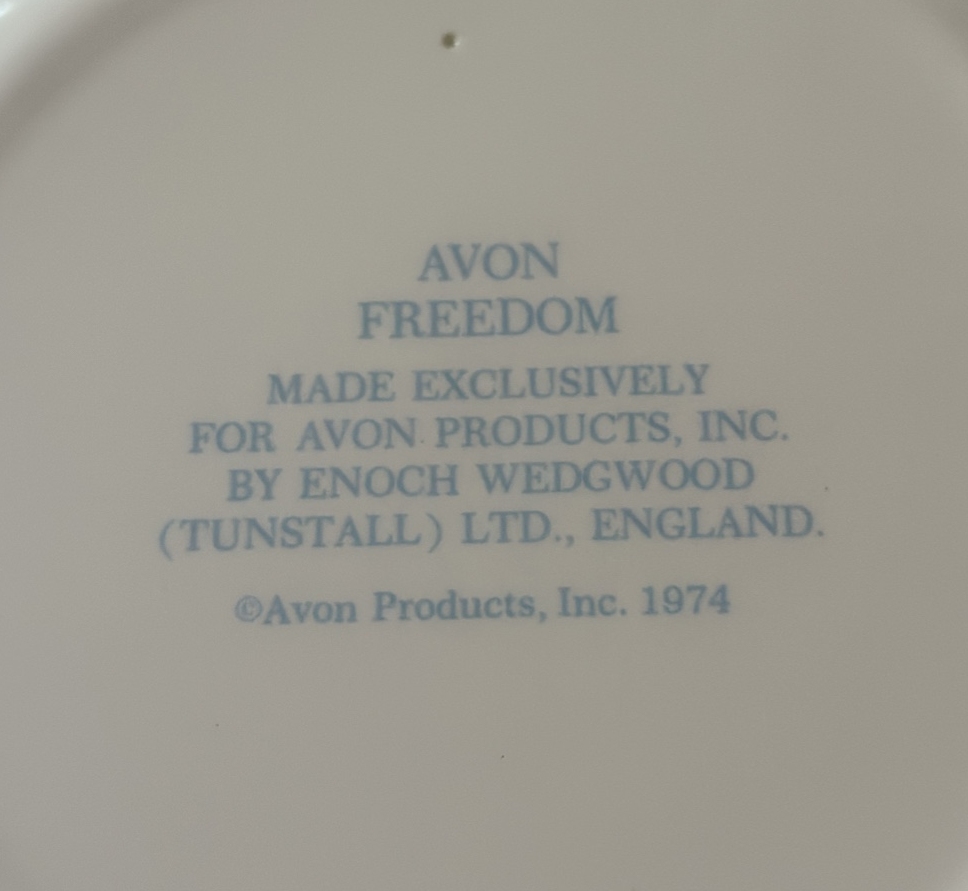 AVON
FREEDOM
MADE EXCLUSIVELY
FOR AVON PRODUCTS, INC.
BY ENOCH WEDGWOOD
(TUNSTALL) LTD., ENGLAND.
©Avon Products, Inc. 1974